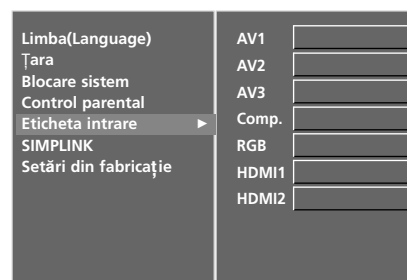 Limba(Language)
Țara
Blocare sistem
Control parental
Eticheta intrare ►
SIMPLINK
Setări din fabricație
AV1
AV2
AV3
Comp.
RGB
HDMI1
HDMI2